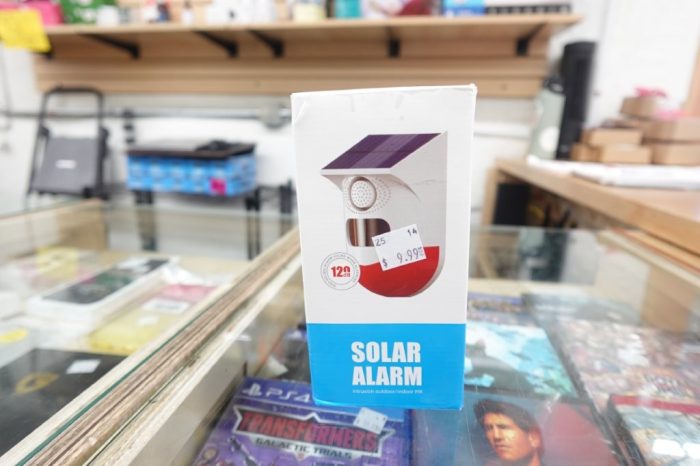 25 14
$ 9.99
120
SOLAR
ALARM
PS4
TRANSFORMERS
GALACTIC TRIALS